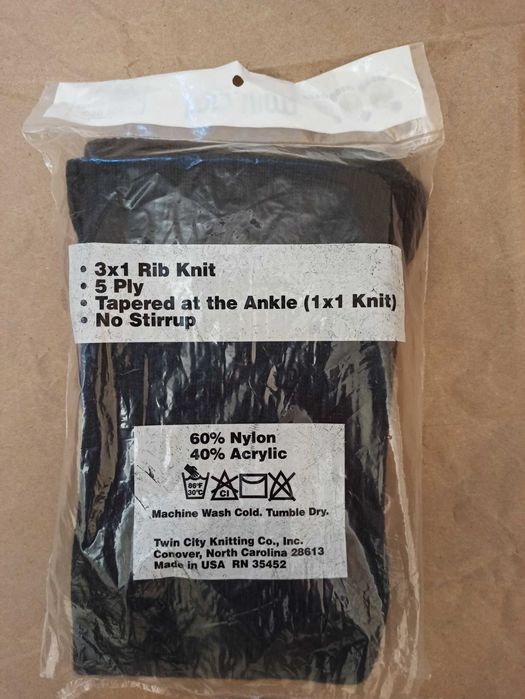 • 3x1 Rib Knit
• 5 Ply
• Tapered at the Ankle (1x1 Knit)
• No Stirrup
60% Nylon
40% Acrylic
86°F
30°C
Cl
Machine Wash Cold. Tumble Dry.
Twin City Knitting Co., Inc.
Conover, North Carolina 28613
Made in USA RN 35452